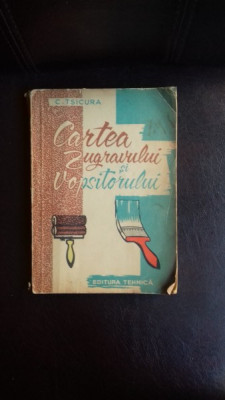 C. TSICURA
Cartea
Zugravului
și
Vopsitorului
EDITURA TEHNICĂ